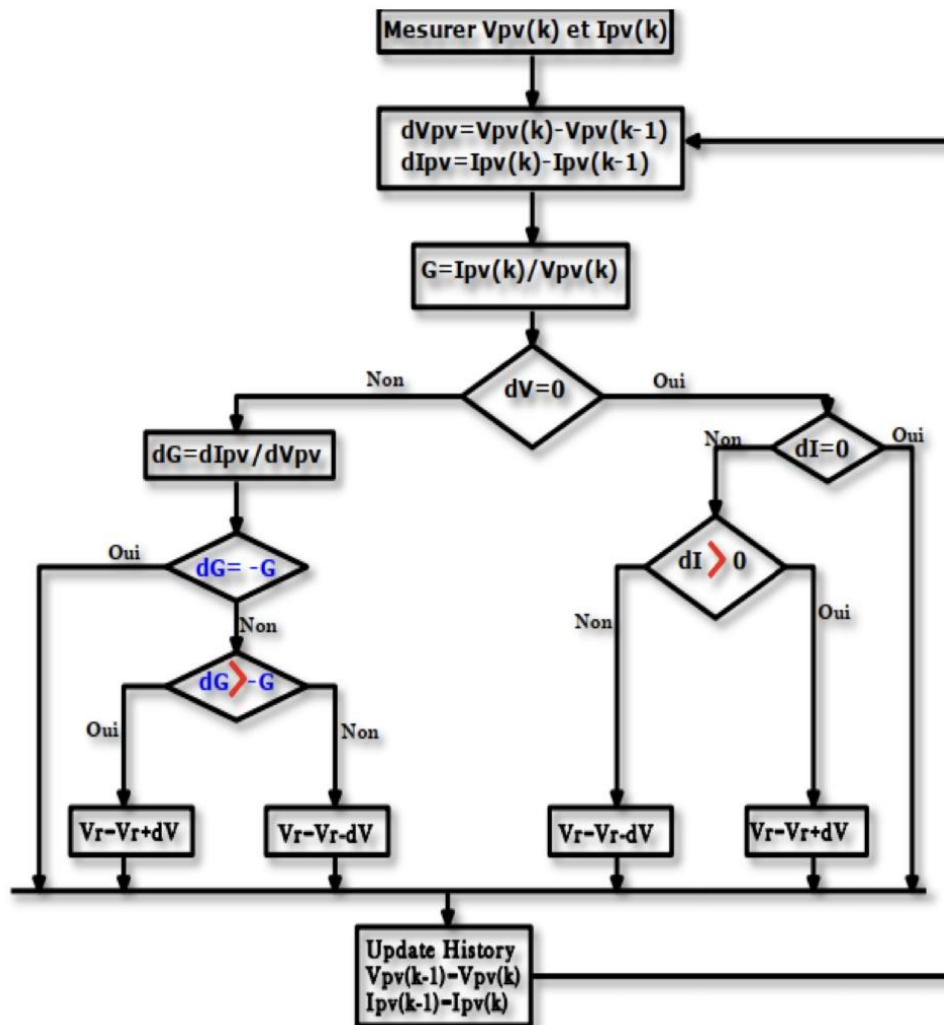 Mesurer Vpv(k) et Ipv(k)
dVpv=Vpv(k)-Vpv(k-1)
dIpv=Ipv(k)-Ipv(k-1)
G=Ipv(k)/Vpv(k)
dV=0
Non
Oui
dG=dIpv/dVpv
dI=0
Non
Oui
dG= -G
Oui
Non
dI > 0
Non
Oui
dG > -G
Oui
Non
Vr=Vr+dV
Vr=Vr-dV
Vr=Vr-dV
Vr=Vr+dV
Update History
Vpv(k-1)=Vpv(k)
Ipv(k-1)=Ipv(k)